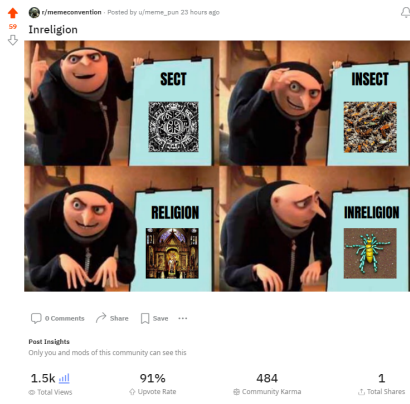 r/memeconvention · Posted by u/meme_pun 23 hours ago
59
Inreligion
SECT
INSECT
RELIGION
INRELIGION
0 Comments Share Save ...
Post Insights
Only you and mods of this community can see this
1.5k 91% 484 1
Total Views Upvote Rate Community Karma Total Shares